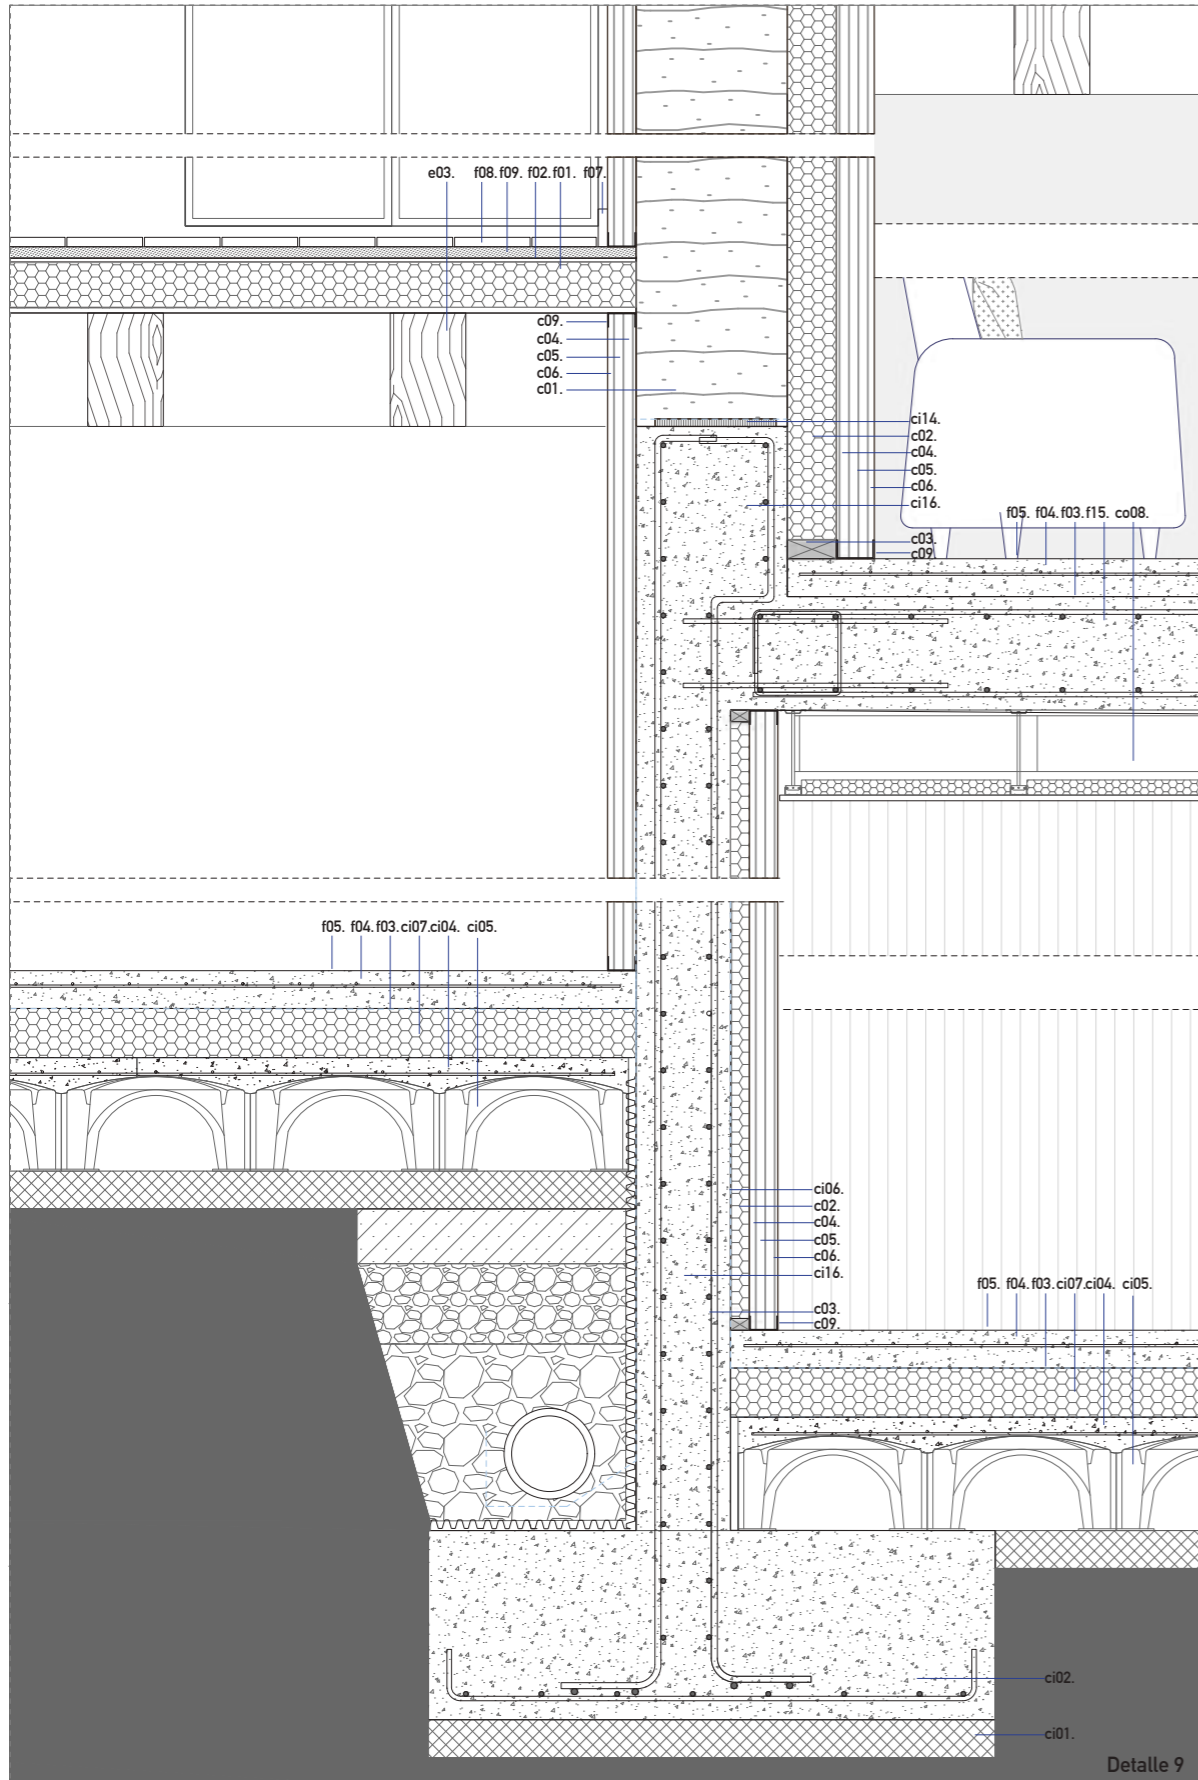 e03. f08. f09. f02. f01. f07.
c09.
c04.
c05.
c06.
c01.
ci14.
c02.
c04.
c05.
c06.
ci16.
f05. f04. f03. f15. co08.
c03.
c09
f05. f04. f03. ci07. ci04. ci05.
ci06.
c02.
c04.
c05.
c06.
ci16.
f05. f04. f03. ci07. ci04. ci05.
c03.
c09.
ci02.
ci01.
Detalle 9